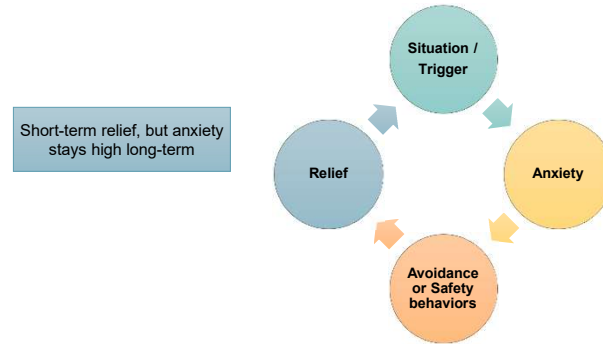 Situation /
Trigger
Short-term relief, but anxiety
stays high long-term
Relief
Anxiety
Avoidance
or Safety
behaviors